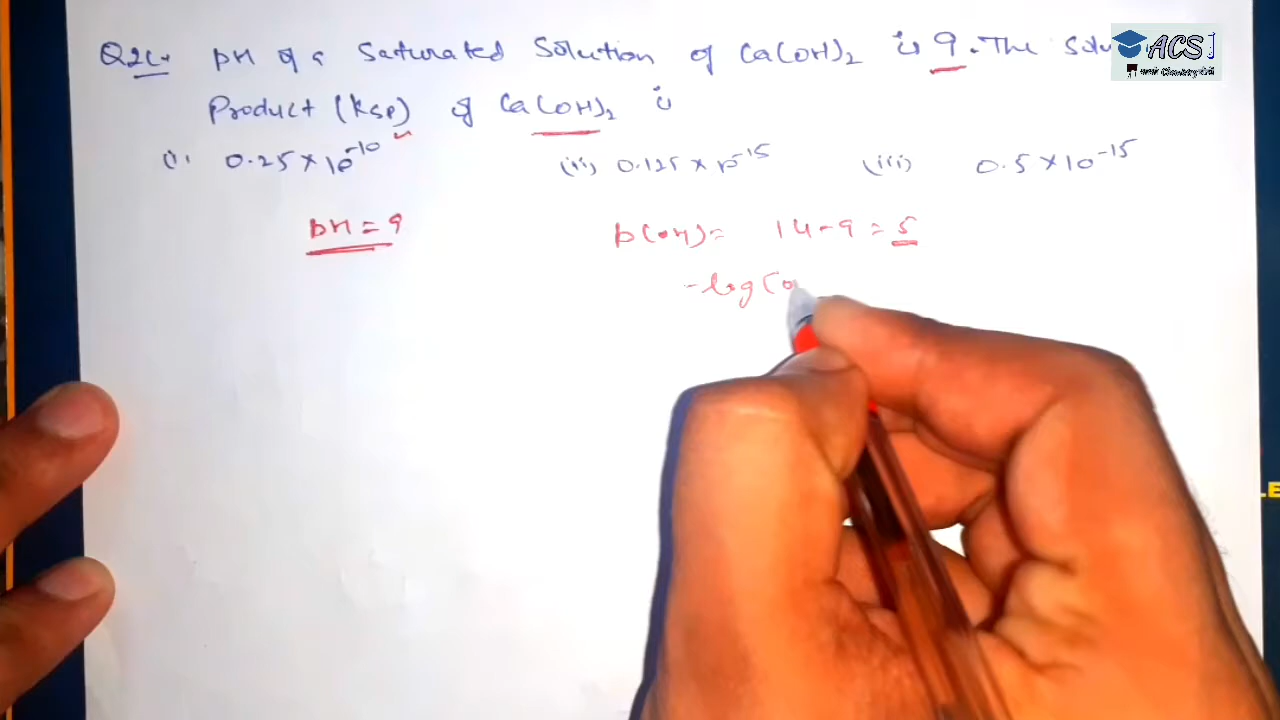 Q26. pH of a Saturated Solution of Ca(OH)2 is 9. The
ACS
Product (ksp) of Ca(OH)2 is
(i). 0.25 × 10-10 (ii) 0.125 × 10-15 (iii) 0.5 × 10-15
pH = 9 p(OH) = 14 - 9 = 5
-log(o
LE